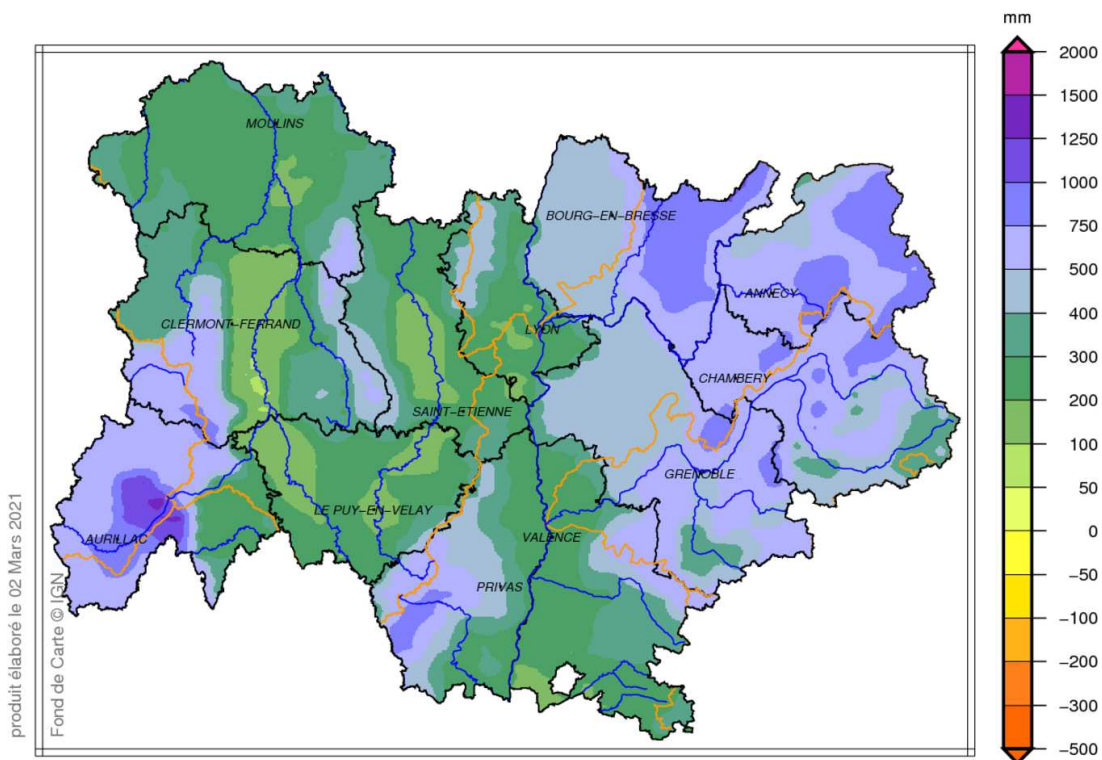 mm
2000
1500
1250
1000
750
500
400
300
200
100
50
0
−50
−100
−200
−300
−500
MOULINS
BOURG−EN−BRESSE
ANNECY
CLERMONT−FERRAND
LYON
CHAMBERY
SAINT−ETIENNE
GRENOBLE
LE PUY−EN−VELAY
AURILLAC
VALENCE
PRIVAS
produit élaboré le 02 Mars 2021
Fond de Carte © IGN